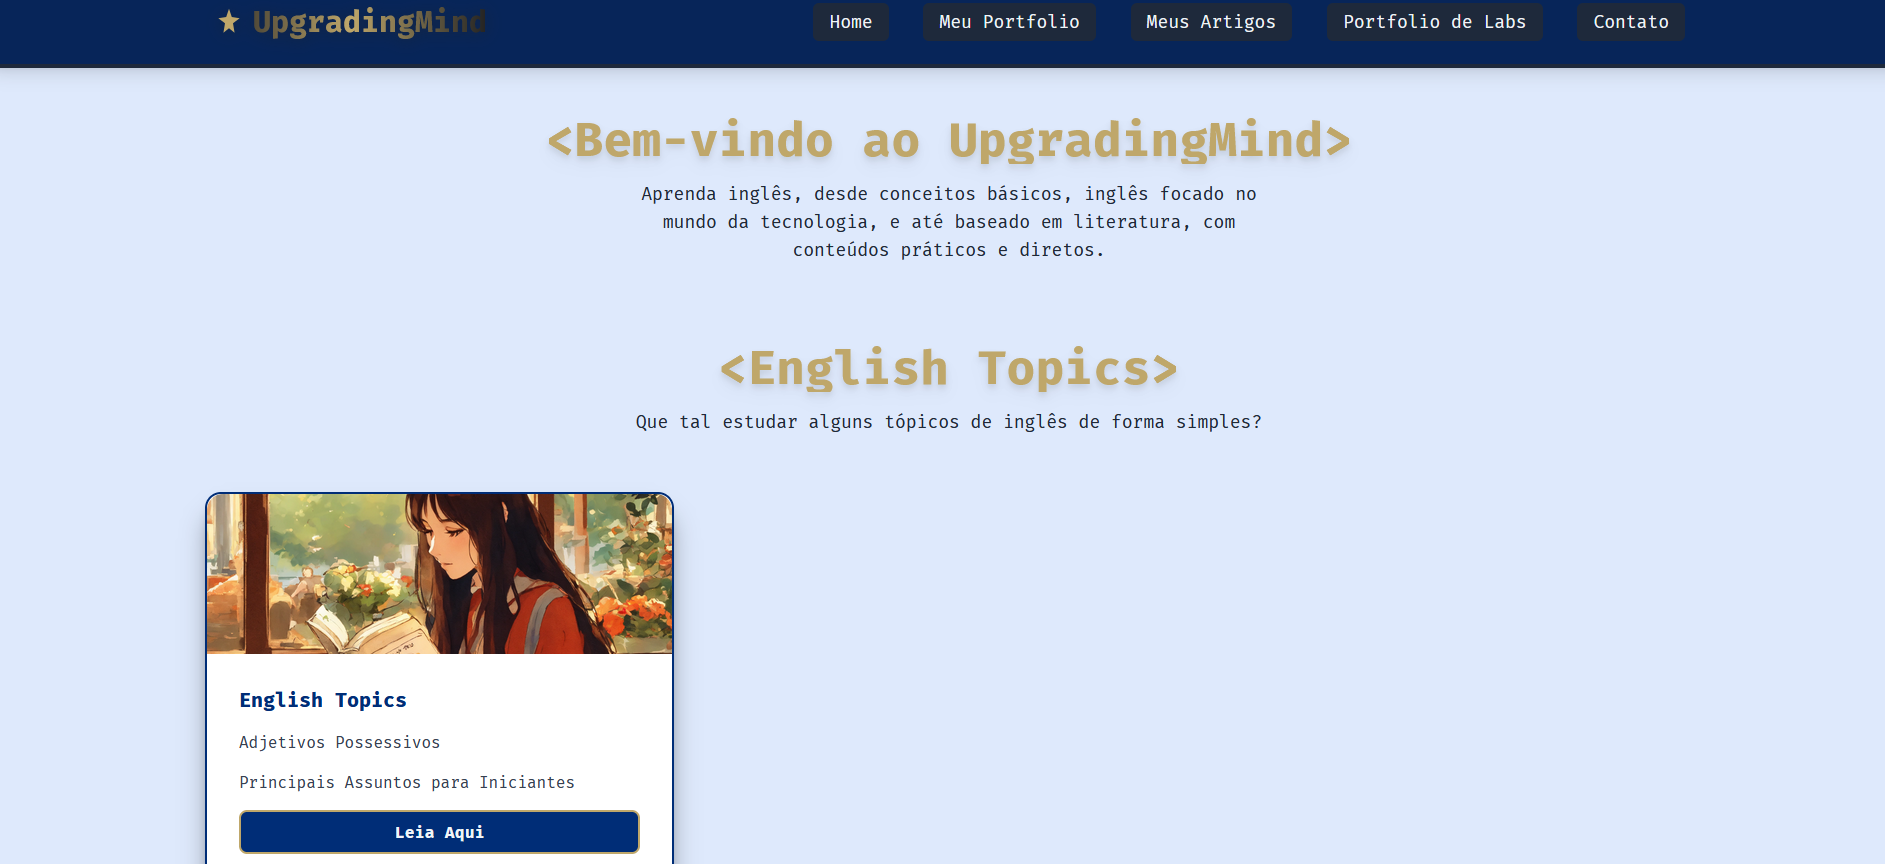 ★ UpgradingMind
Home Meu Portfolio Meus Artigos Portfolio de Labs Contato
<Bem-vindo ao UpgradingMind>
Aprenda inglês, desde conceitos básicos, inglês focado no
mundo da tecnologia, e até baseado em literatura, com
conteúdos práticos e diretos.
<English Topics>
Que tal estudar alguns tópicos de inglês de forma simples?
English Topics
Adjetivos Possessivos
Principais Assuntos para Iniciantes
Leia Aqui